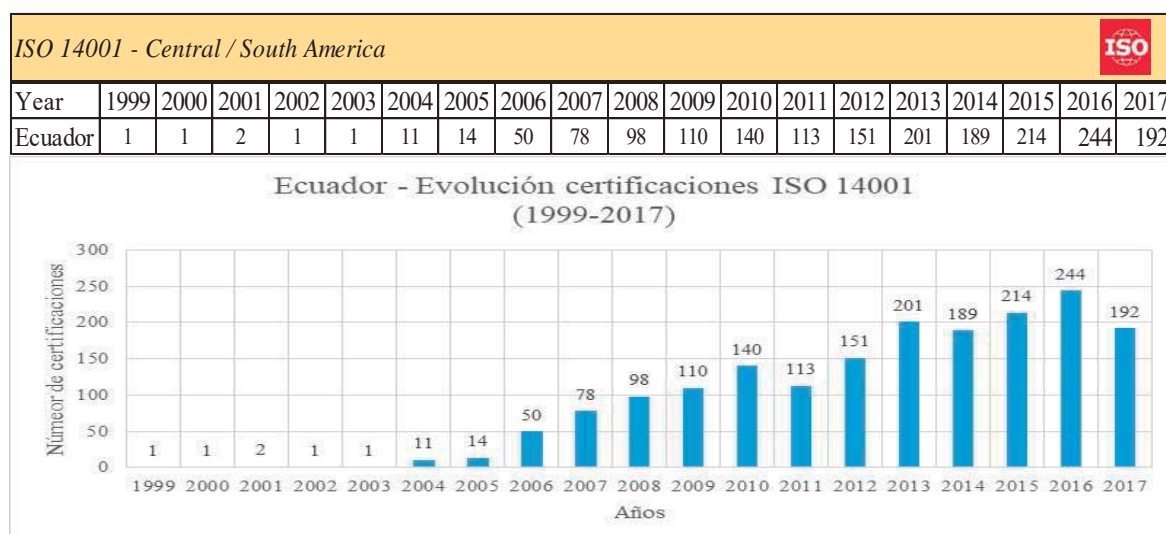 ISO 14001 - Central / South America
ISO
Year 1999 2000 2001 2002 2003 2004 2005 2006 2007 2008 2009 2010 2011 2012 2013 2014 2015 2016 2017
Ecuador 1 1 2 1 1 11 14 50 78 98 110 140 113 151 201 189 214 244 192
Ecuador - Evolución certificaciones ISO 14001
(1999-2017)
Númeor de certificaciones
300
250
200
150
100
50
0
1 1 2 1 1 11 14 50 78 98 110 140 113 151 201 189 214 244 192
1999 2000 2001 2002 2003 2004 2005 2006 2007 2008 2009 2010 2011 2012 2013 2014 2015 2016 2017
Años